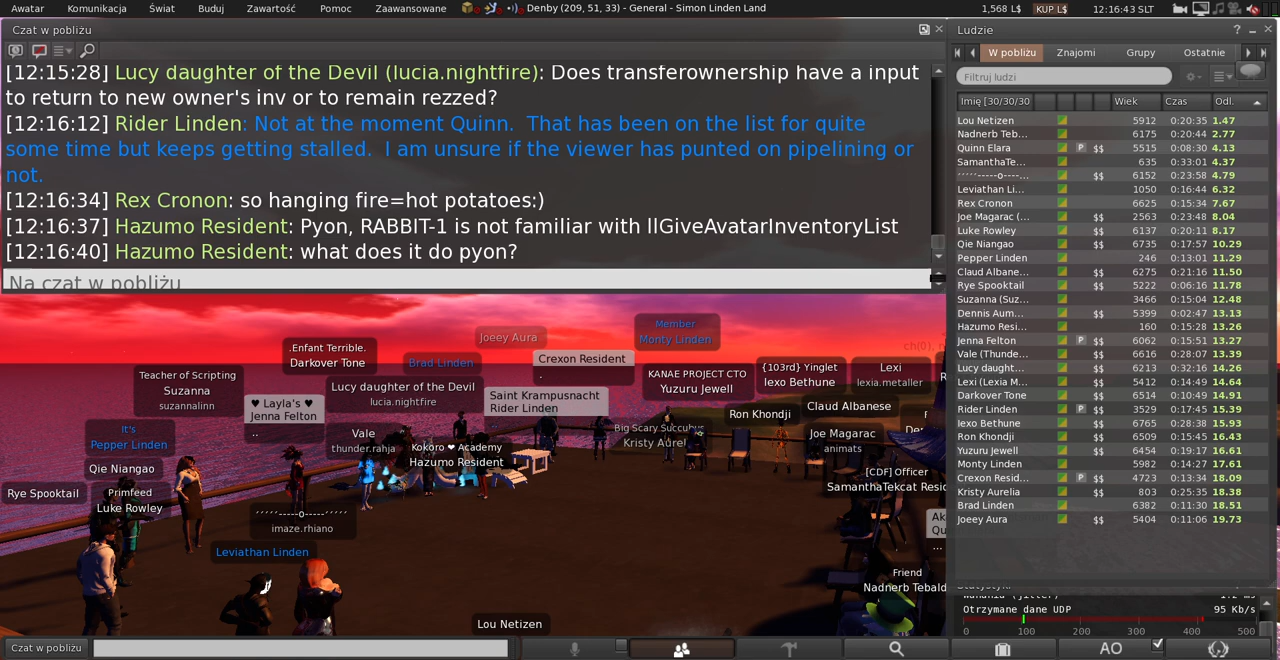 Awatar Komunikacja Świat Buduj Zawartość Pomoc Zaawansowane Denby (209, 51, 33) - General - Simon Linden Land 1,568 L$ KUP L$ 12:16:43 SLT
Czat w pobliżu
[12:15:28] Lucy daughter of the Devil (lucia.nightfire): Does transferownership have a input
to return to new owner's inv or to remain rezzed?
[12:16:12] Rider Linden: Not at the moment Quinn. That has been on the list for quite
some time but keeps getting stalled. I am unsure if the viewer has punted on pipelining or
not.
[12:16:34] Rex Cronon: so hanging fire=hot potatoes:)
[12:16:37] Hazumo Resident: Pyon, RABBIT-1 is not familiar with llGiveAvatarInventoryList
[12:16:40] Hazumo Resident: what does it do pyon?
Na czat w pobliżu
Joeey Aura
Member
Monty Linden
.Enfant Terrible.
Darkover Tone
Brad Linden
Crexon Resident
.
KANAE PROJECT CTO
Yuzuru Jewell
{103rd} Yinglet
Iexo Bethune
Lexi
lexia.metaller
Teacher of Scripting
Suzanna
suzannalinn
♥ Layla's ♥
Jenna Felton
..
Lucy daughter of the Devil
lucia.nightfire
Saint Krampusnacht
Rider Linden
Ron Khondji
Claud Albanese
It's
Pepper Linden
Vale
thunder.rahja
Kokoro ❤ Academy
Hazumo Resident
Big Scary Succubus
Kristy Aurel
Joe Magarac
animats
Qie Niangao
Rye Spooktail
Primfeed
Luke Rowley
[CDF] Officer
SamanthaTekcat Resid
′′′′′-----o----′′′′′
imaze.rhiano
Leviathan Linden
Friend
Nadnerb Tebald
Lou Netizen
Czat w pobliżu
Ludzie
W pobliżu Znajomi Grupy Ostatnie
Filtruj ludzi
Imię [30/30/30 Wiek Czas Odl.
Lou Netizen 5912 0:20:35 1.47
Nadnerb Teb... 6175 0:20:44 2.77
Quinn Elara P $$ 5515 0:08:30 4.13
SamanthaTe... 635 0:33:01 4.37
′′′′′-----o----... $$ 6152 0:23:58 4.79
Leviathan Li... 1050 0:16:44 6.32
Rex Cronon 6625 0:15:34 7.67
Joe Magarac (... $$ 2563 0:23:48 8.04
Luke Rowley $$ 6137 0:20:11 8.17
Qie Niangao $$ 6735 0:17:57 10.29
Pepper Linden 246 0:13:01 11.29
Claud Albane... $$ 6275 0:21:16 11.50
Rye Spooktail $$ 5222 0:06:16 11.78
Suzanna (Suz... 3466 0:15:04 12.48
Dennis Aum... $$ 5399 0:02:47 13.13
Hazumo Resi... 160 0:15:28 13.26
Jenna Felton P $$ 6062 0:15:51 13.27
Vale (Thunde... $$ 6616 0:28:07 13.39
Lucy daught... $$ 6213 0:32:16 14.26
Lexi (Lexia M... $$ 5412 0:14:49 14.64
Darkover Tone $$ 6514 0:10:49 14.91
Rider Linden P $$ 3529 0:17:45 15.39
Iexo Bethune $$ 6765 0:28:38 15.93
Ron Khondji $$ 6509 0:15:45 16.43
Yuzuru Jewell $$ 6454 0:19:17 16.61
Monty Linden 5982 0:14:27 17.61
Crexon Resid... P $$ 4723 0:13:34 18.09
Kristy Aurelia $$ 803 0:25:35 18.38
Brad Linden 6382 0:11:30 18.51
Joeey Aura $$ 5404 0:11:06 19.73
Otrzymane dane UDP 95 Kb/s
0 100 200 300 500
AO